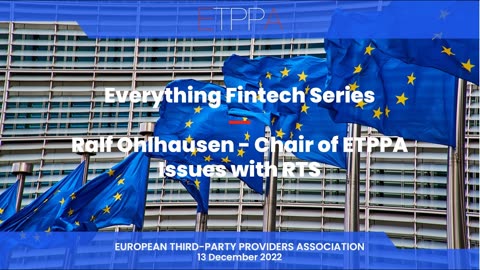 ETPPA
Everything Fintech Series
Ralf Ohlhausen - Chair of ETPPA
Issues with RTS
EUROPEAN THIRD-PARTY PROVIDERS ASSOCIATION
13 December 2022